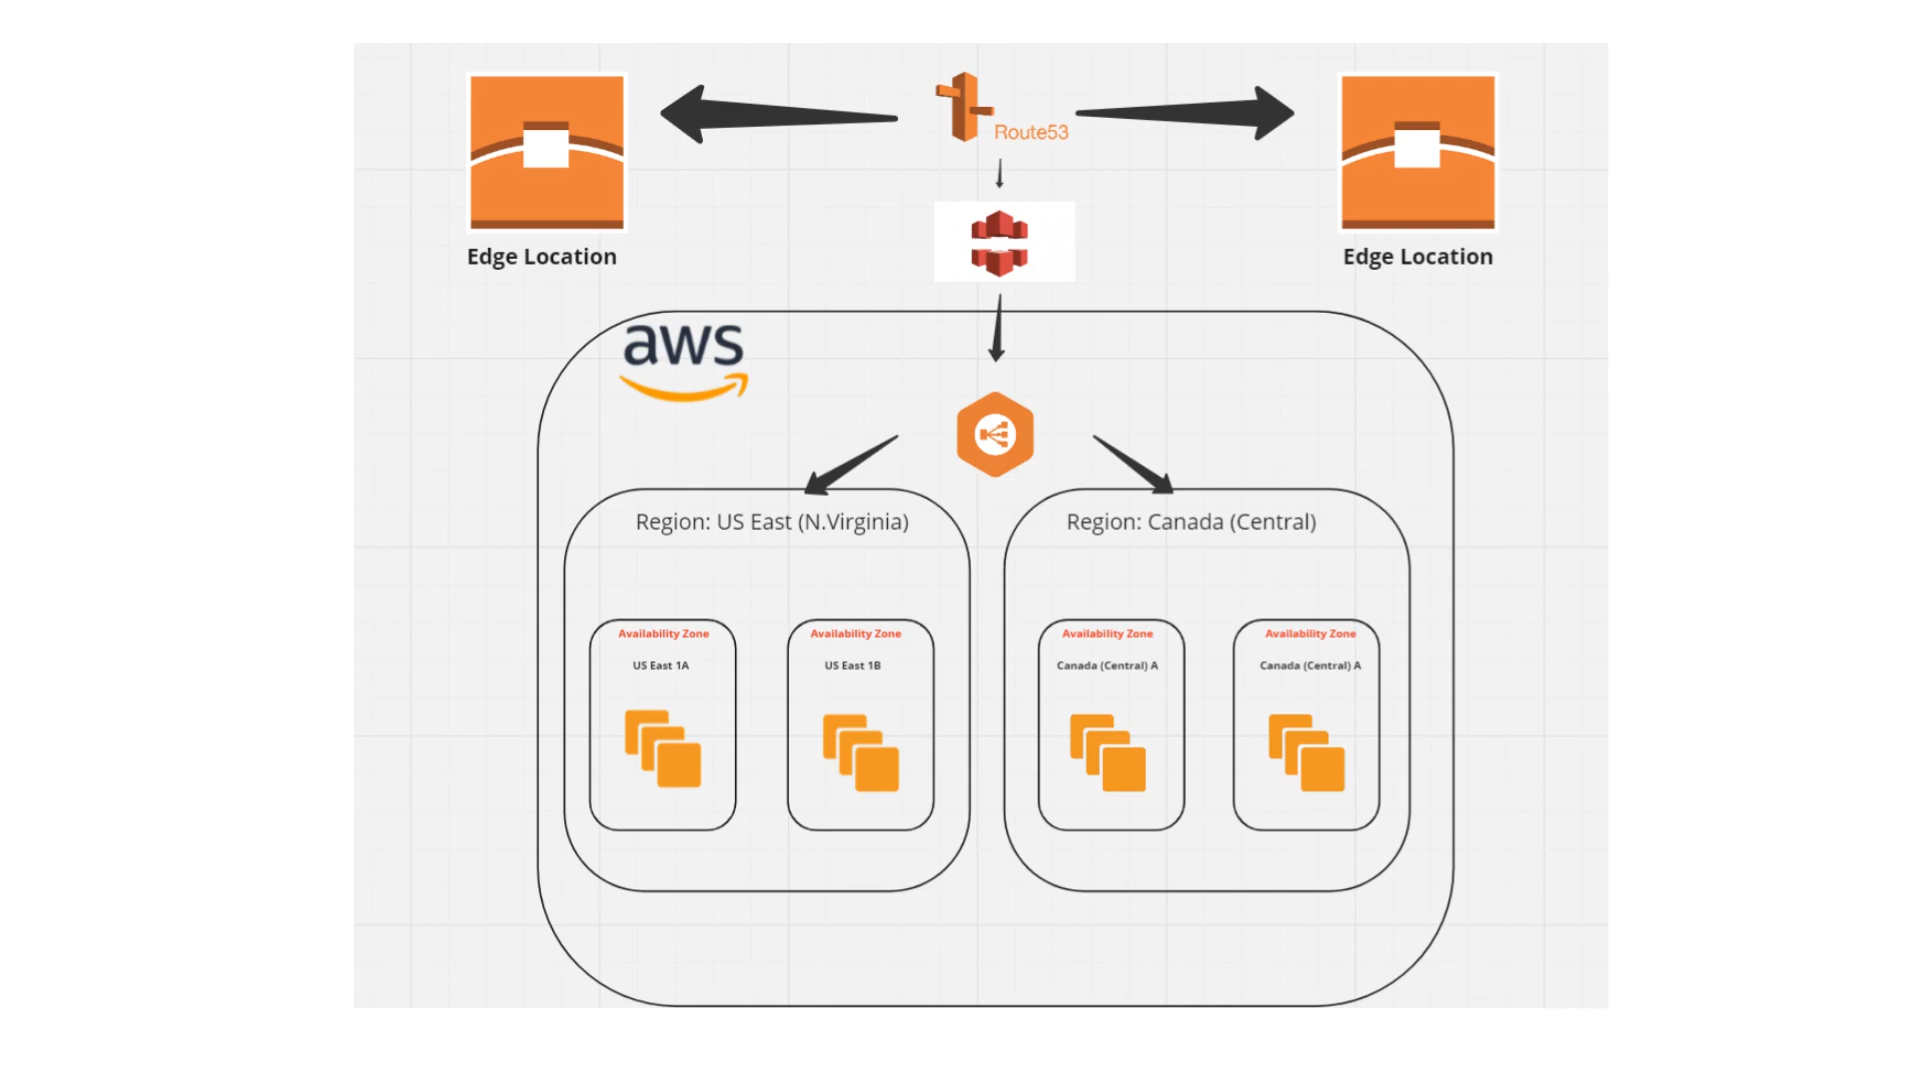 Route53
Edge Location
Edge Location
aws
Region: US East (N.Virginia)
Region: Canada (Central)
Availability Zone
US East 1A
Availability Zone
US East 1B
Availability Zone
Canada (Central) A
Availability Zone
Canada (Central) A